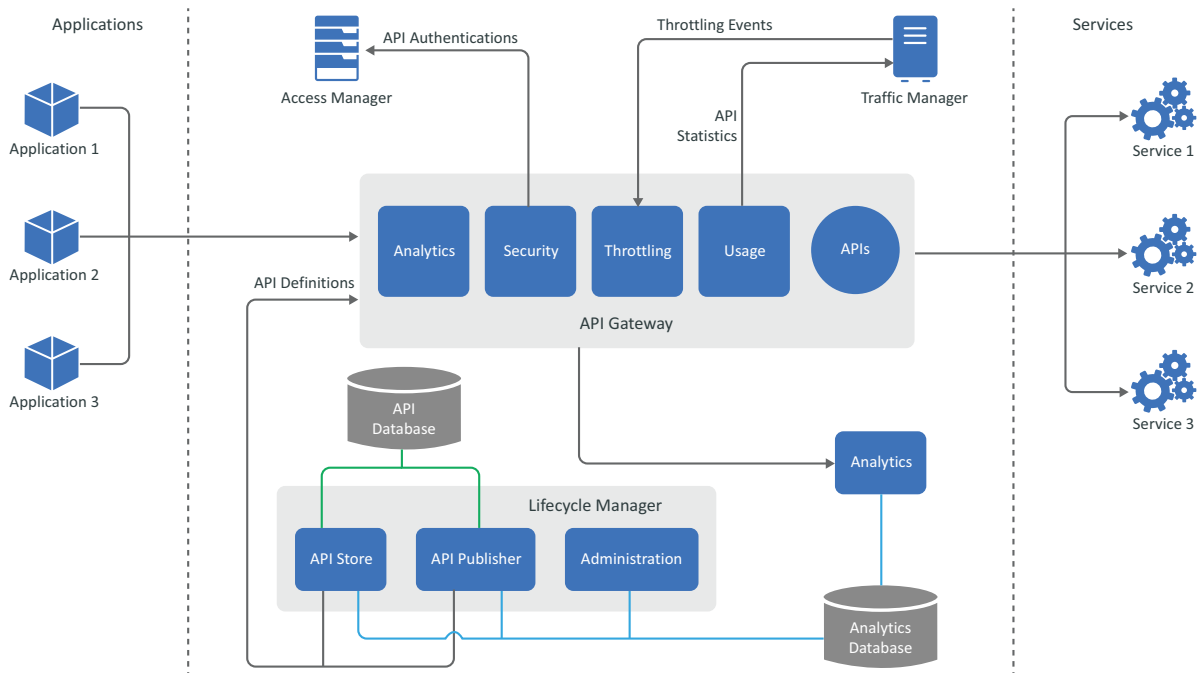 Applications
Services
API Authentications
Throttling Events
Access Manager
Traffic Manager
API
Statistics
Application 1
Service 1
Analytics
Security
Throttling
Usage
APIs
Application 2
API Definitions
Service 2
API Gateway
Application 3
API
Database
Service 3
Analytics
Lifecycle Manager
API Store
API Publisher
Administration
Analytics
Database